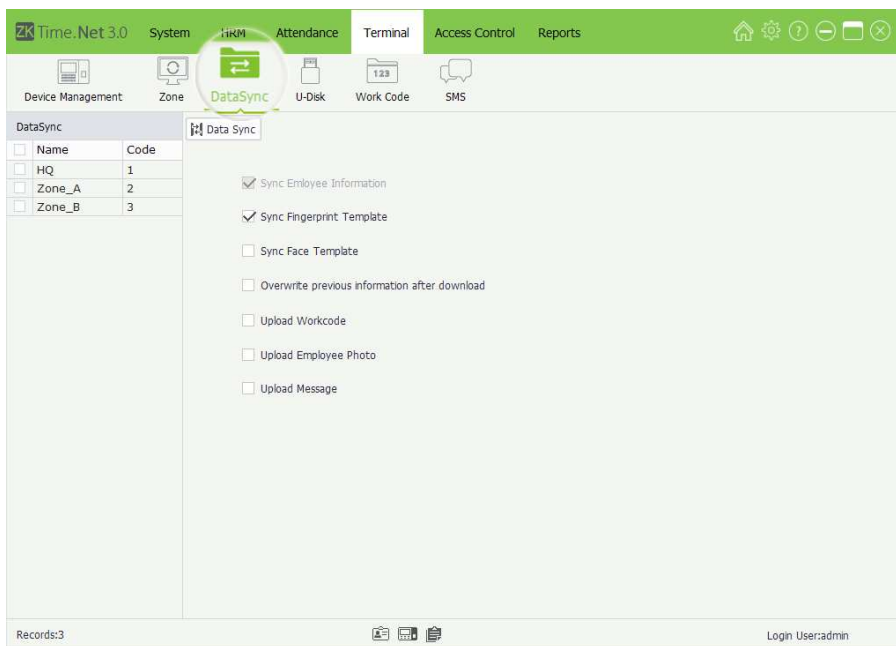 ZK Time.Net 3.0 System HRM Attendance Terminal Access Control Reports
123
Device Management Zone DataSync U-Disk Work Code SMS
DataSync
Data Sync
Name Code
HQ 1
Zone_A 2
Zone_B 3
Sync Emloyee Information
Sync Fingerprint Template
Sync Face Template
Overwrite previous information after download
Upload Workcode
Upload Employee Photo
Upload Message
Records:3 Login User:admin